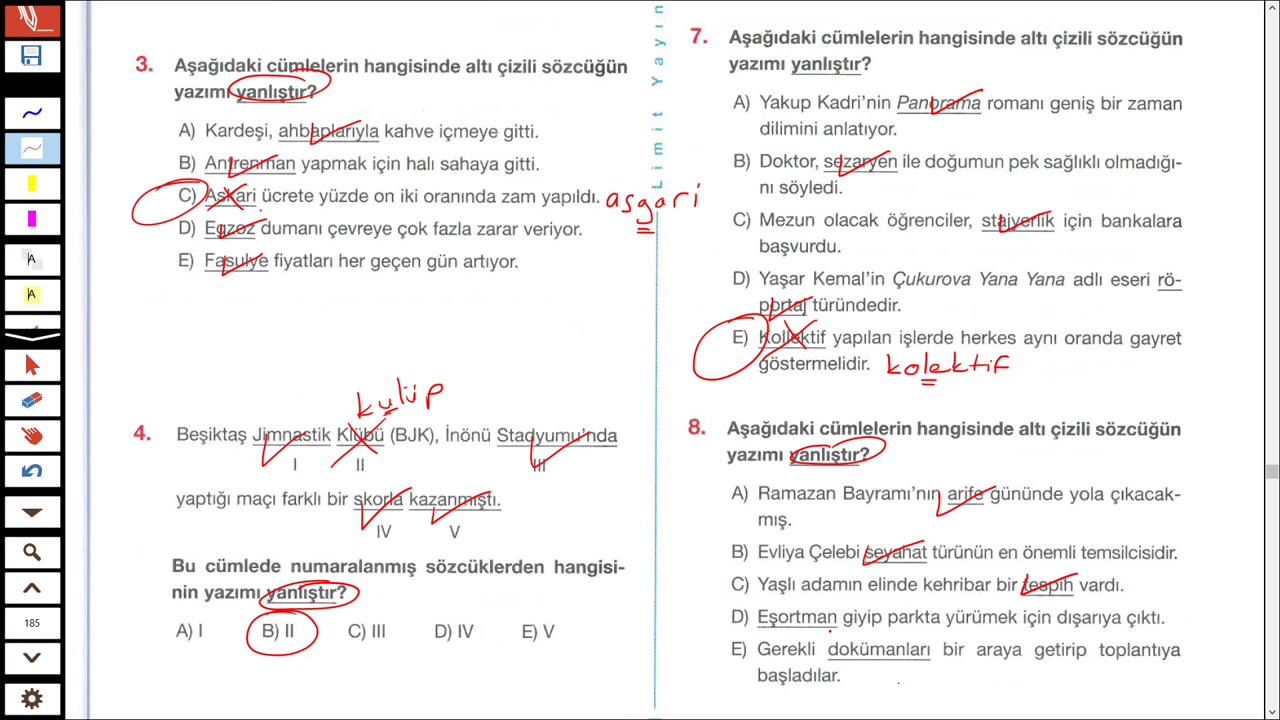 3. Aşağıdaki cümlelerin hangisinde altı çizili sözcüğün
yazımı yanlıştır?
A) Kardeşi, ahbaplarıyla kahve içmeye gitti.
B) Antrenman yapmak için halı sahaya gitti.
C) Askari ücrete yüzde on iki oranında zam yapıldı. asgari
D) Egzoz dumanı çevreye çok fazla zarar veriyor.
E) Fasulye fiyatları her geçen gün artıyor.
kulüp
4. Beşiktaş Jimnastik Klübü (BJK), İnönü Stadyumu'nda
I II III
yaptığı maçı farklı bir skorla kazanmıştı.
IV V
Bu cümlede numaralanmış sözcüklerden hangisi-
nin yazımı yanlıştır?
A) I B) II C) III D) IV E) V
Limit Yayın
7. Aşağıdaki cümlelerin hangisinde altı çizili sözcüğün
yazımı yanlıştır?
A) Yakup Kadri'nin Panorama romanı geniş bir zaman
dilimini anlatıyor.
B) Doktor, sezaryen ile doğumun pek sağlıklı olmadığı-
nı söyledi.
C) Mezun olacak öğrenciler, stajyerlik için bankalara
başvurdu.
D) Yaşar Kemal'in Çukurova Yana Yana adlı eseri rö-
portaj türündedir.
E) Kollektif yapılan işlerde herkes aynı oranda gayret
göstermelidir. kolektif
8. Aşağıdaki cümlelerin hangisinde altı çizili sözcüğün
yazımı yanlıştır?
A) Ramazan Bayramı'nın arife gününde yola çıkacak-
mış.
B) Evliya Çelebi seyahat türünün en önemli temsilcisidir.
C) Yaşlı adamın elinde kehribar bir tespih vardı.
D) Eşortman giyip parkta yürümek için dışarıya çıktı.
E) Gerekli dokümanları bir araya getirip toplantıya
başladılar.
A
A
185